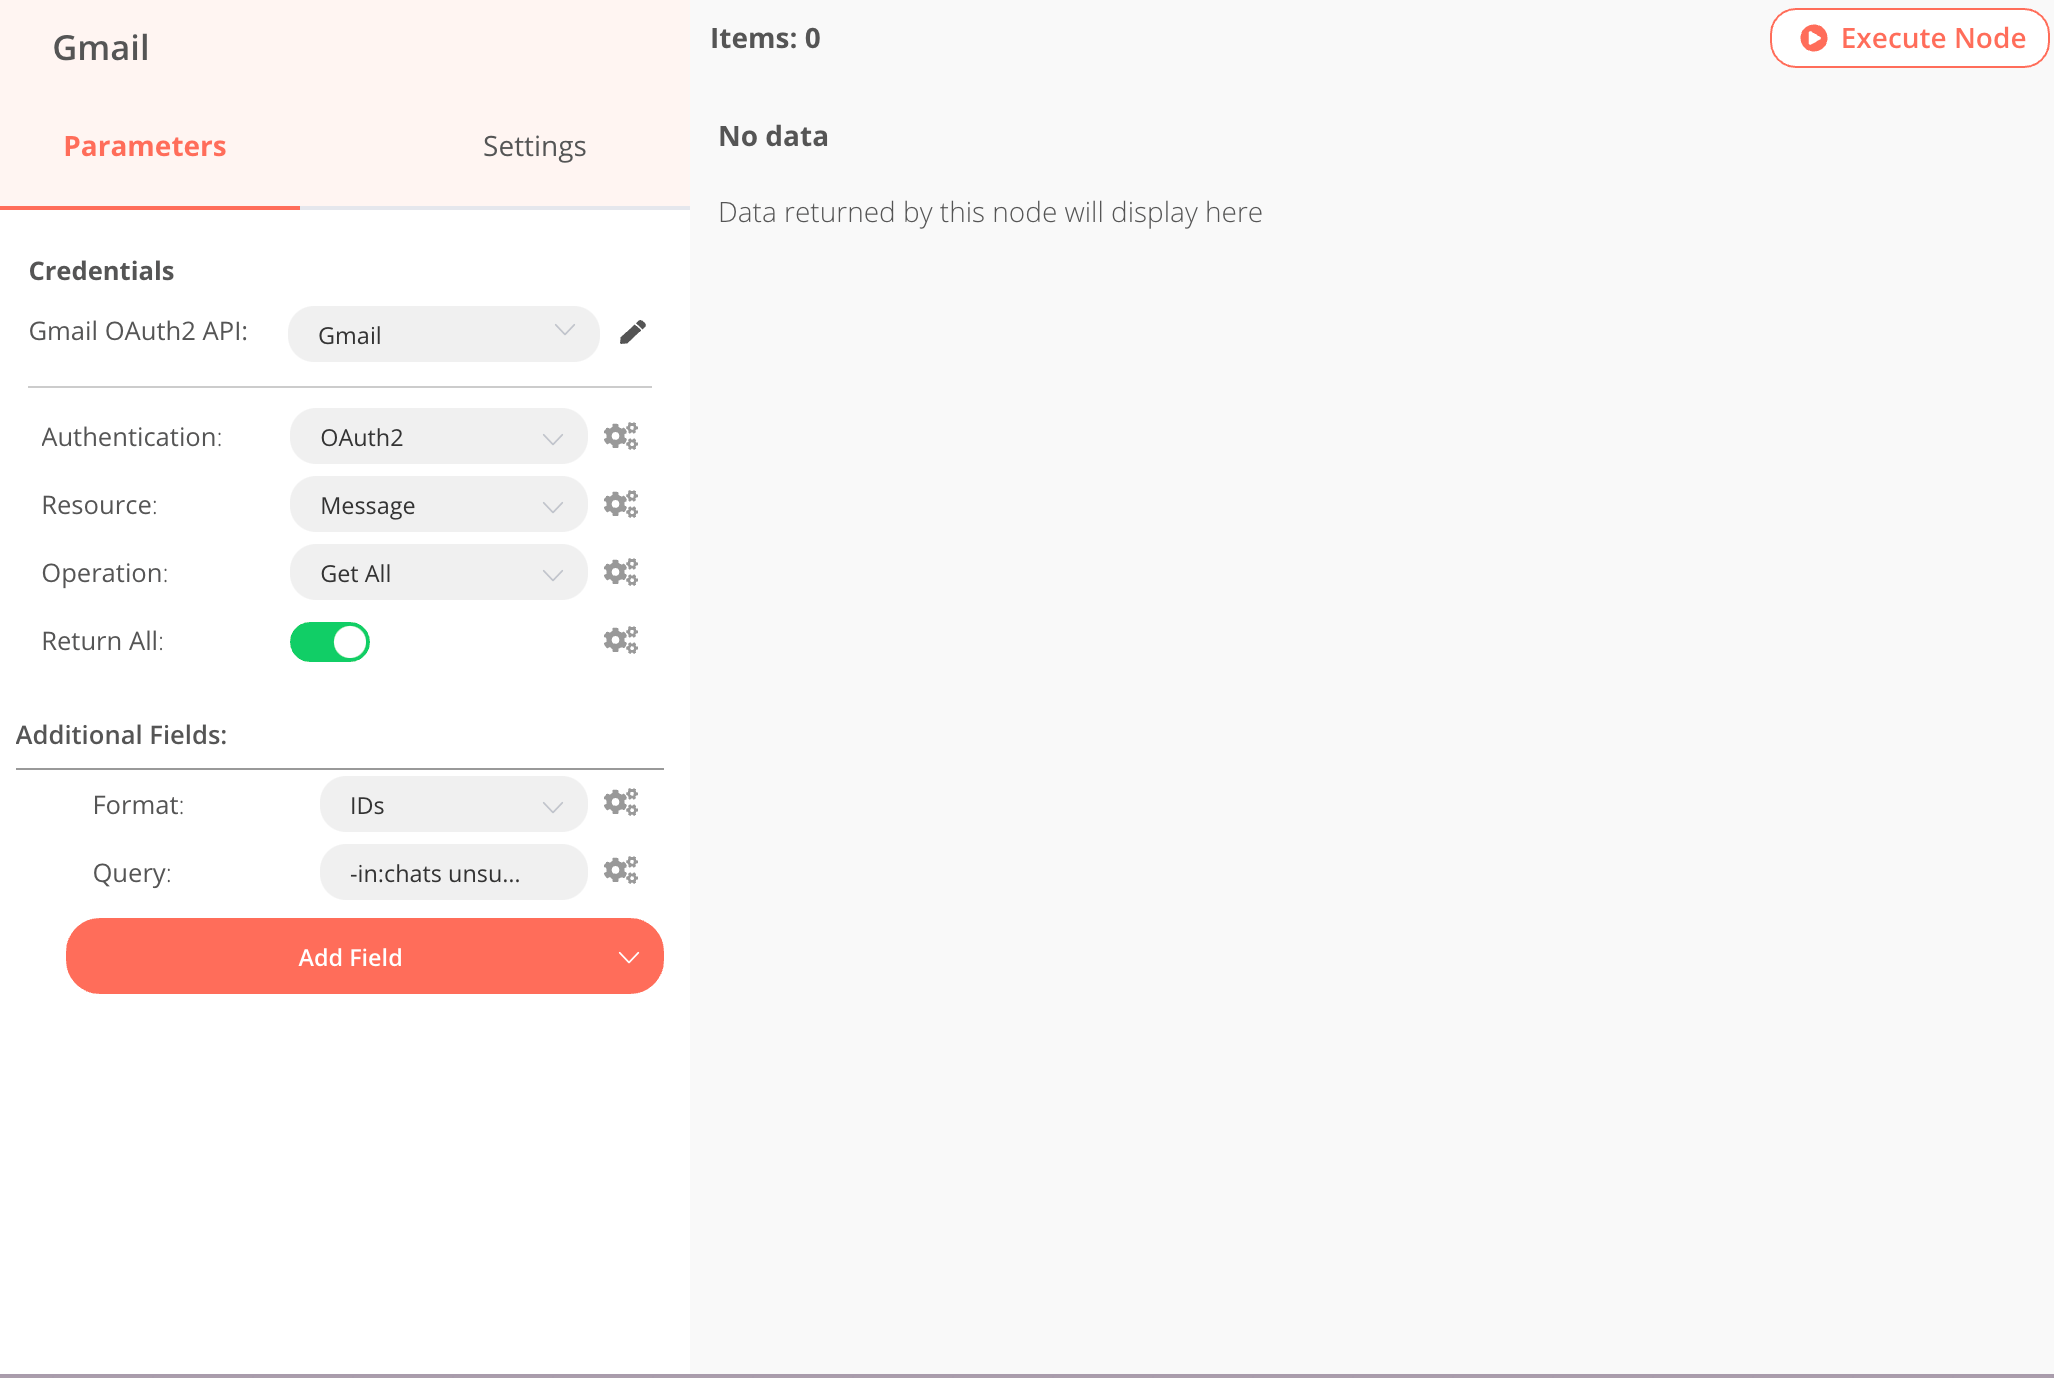 Gmail
Parameters
Settings
Credentials
Gmail OAuth2 API:
Gmail
Authentication:
OAuth2
Resource:
Message
Operation:
Get All
Return All:
Additional Fields:
Format:
IDs
Query:
-in:chats unsu...
Add Field
Items: 0
Execute Node
No data
Data returned by this node will display here